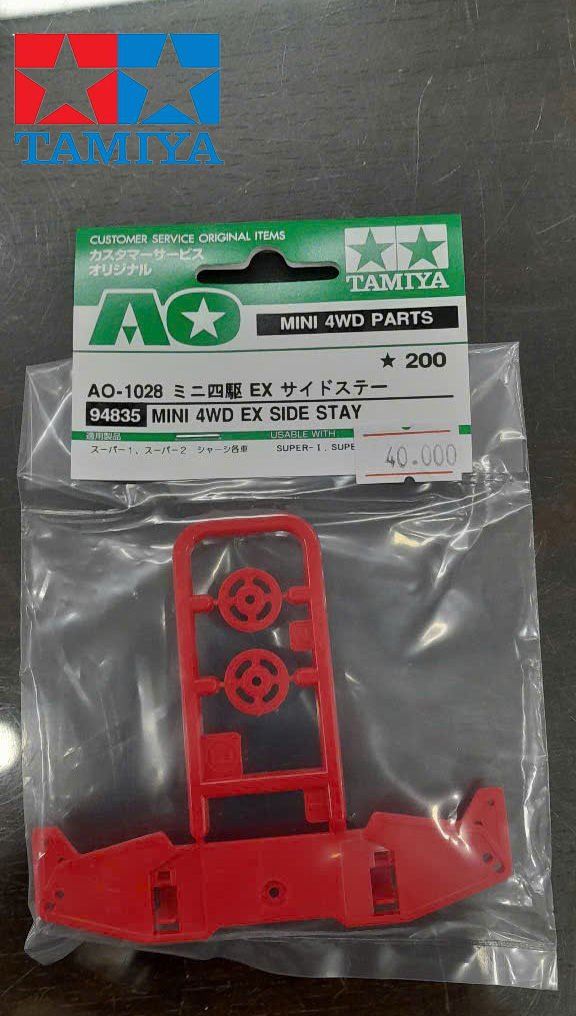 TAMIYA
CUSTOMER SERVICE ORIGINAL ITEMS
カスタマーサービス
オリジナル
TAMIYA
AO
MINI 4WD PARTS
★ 200
AO-1028 ミニ四駆 EX サイドステー
94835 MINI 4WD EX SIDE STAY
適用製品 USABLE WITH
スーパー1、スーパー2 シャーシ各車 SUPER-I, SUPE
40.000